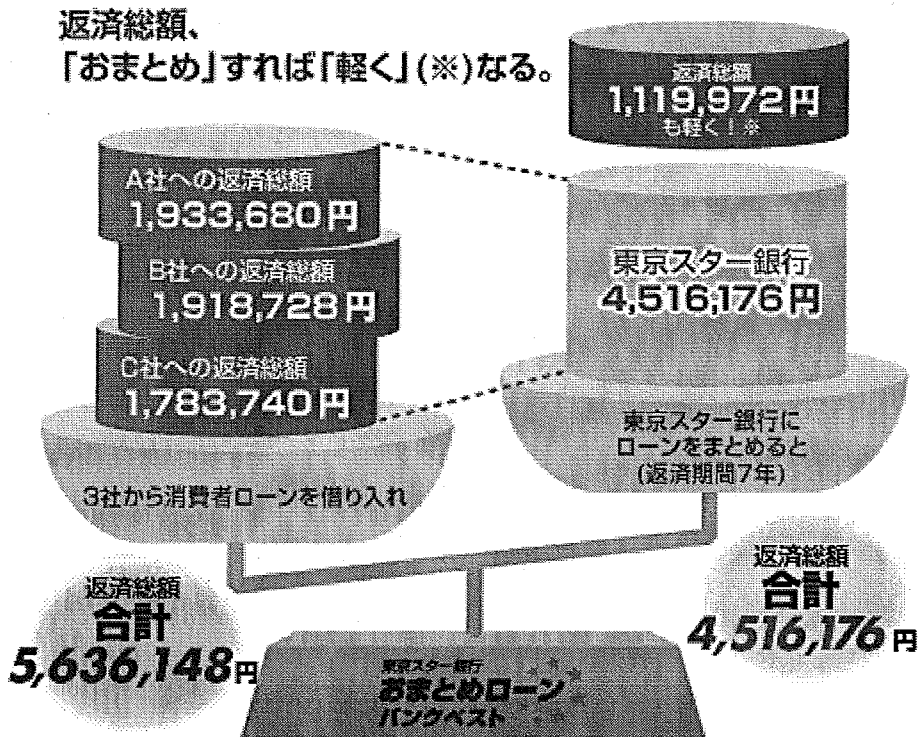 返済総額、
「おまとめ」すれば「軽く」(※)なる。
返済総額
1,119,972円
も軽く！※
A社への返済総額
1,933,680円
B社への返済総額
1,918,728円
C社への返済総額
1,783,740円
3社から消費者ローンを借り入れ
東京スター銀行
4,516,176円
東京スター銀行に
ローンをまとめると
(返済期間7年)
返済総額
合計
5,636,148円
返済総額
合計
4,516,176円
東京スター銀行
おまとめローン
バンクベスト